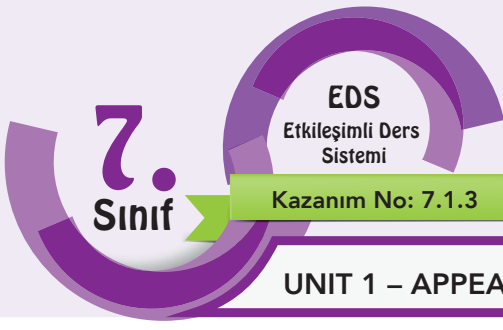 7.
Sınıf
EDS
Etkileşimli Ders
Sistemi
Kazanım No: 7.1.3
UNIT 1 – APPEA